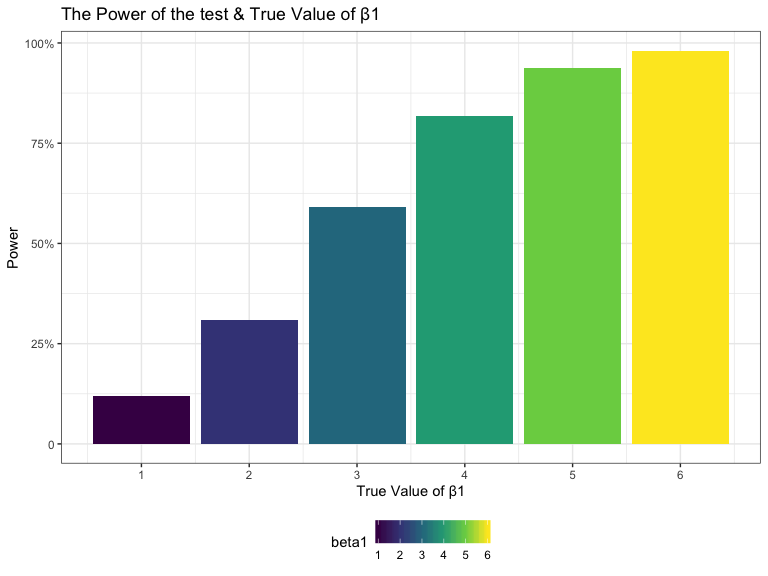 The Power of the test & True Value of β1
100%
75%
50%
25%
0
Power
1 2 3 4 5 6
True Value of β1
beta1
1 2 3 4 5 6